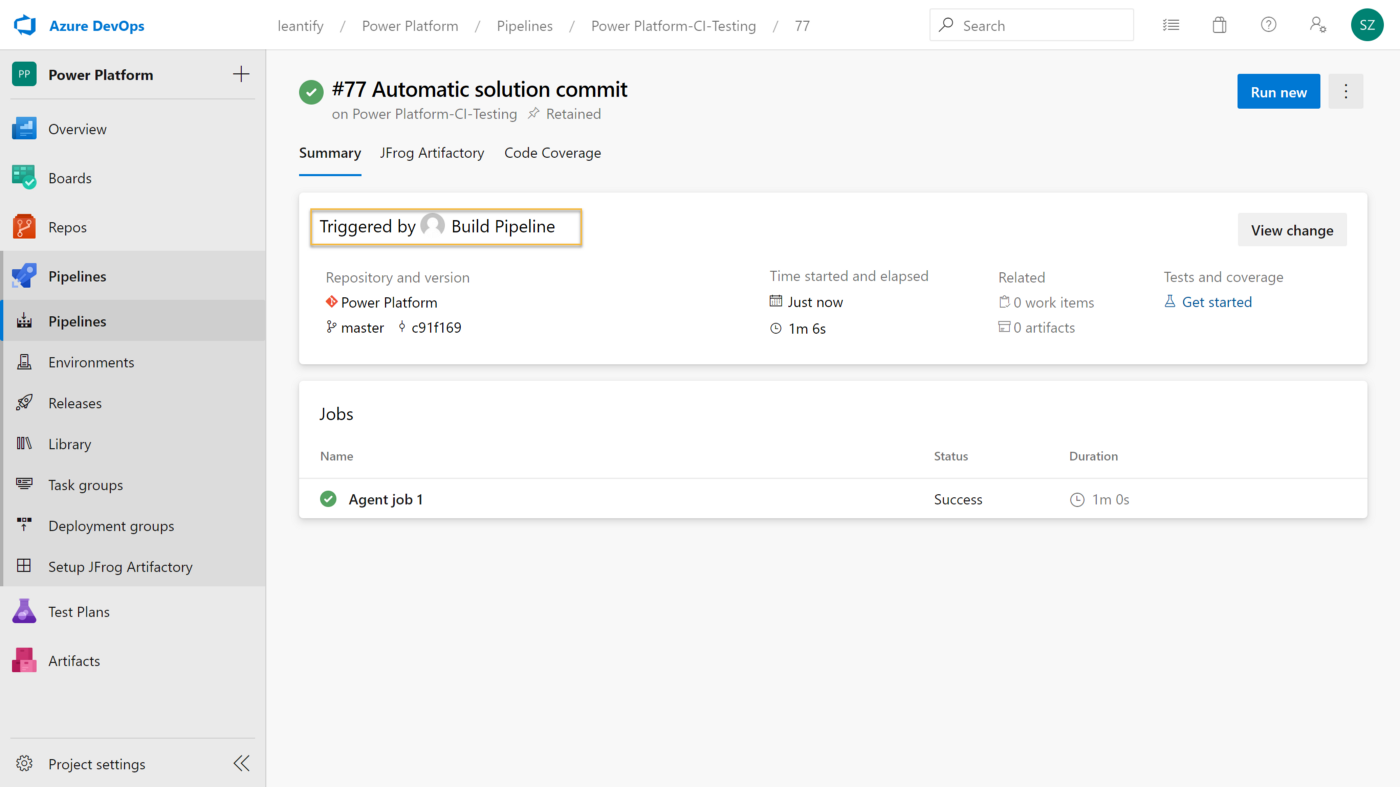 Azure DevOps
leantify / Power Platform / Pipelines / Power Platform-CI-Testing / 77
Search
SZ
PP Power Platform
Overview
Boards
Repos
Pipelines
Pipelines
Environments
Releases
Library
Task groups
Deployment groups
Setup JFrog Artifactory
Test Plans
Artifacts
Project settings
#77 Automatic solution commit
on Power Platform-CI-Testing Retained
Run new
Summary JFrog Artifactory Code Coverage
Triggered by Build Pipeline
View change
Repository and version
Power Platform
master c91f169
Time started and elapsed
Just now
1m 6s
Related
0 work items
0 artifacts
Tests and coverage
Get started
Jobs
Name Status Duration
Agent job 1 Success 1m 0s